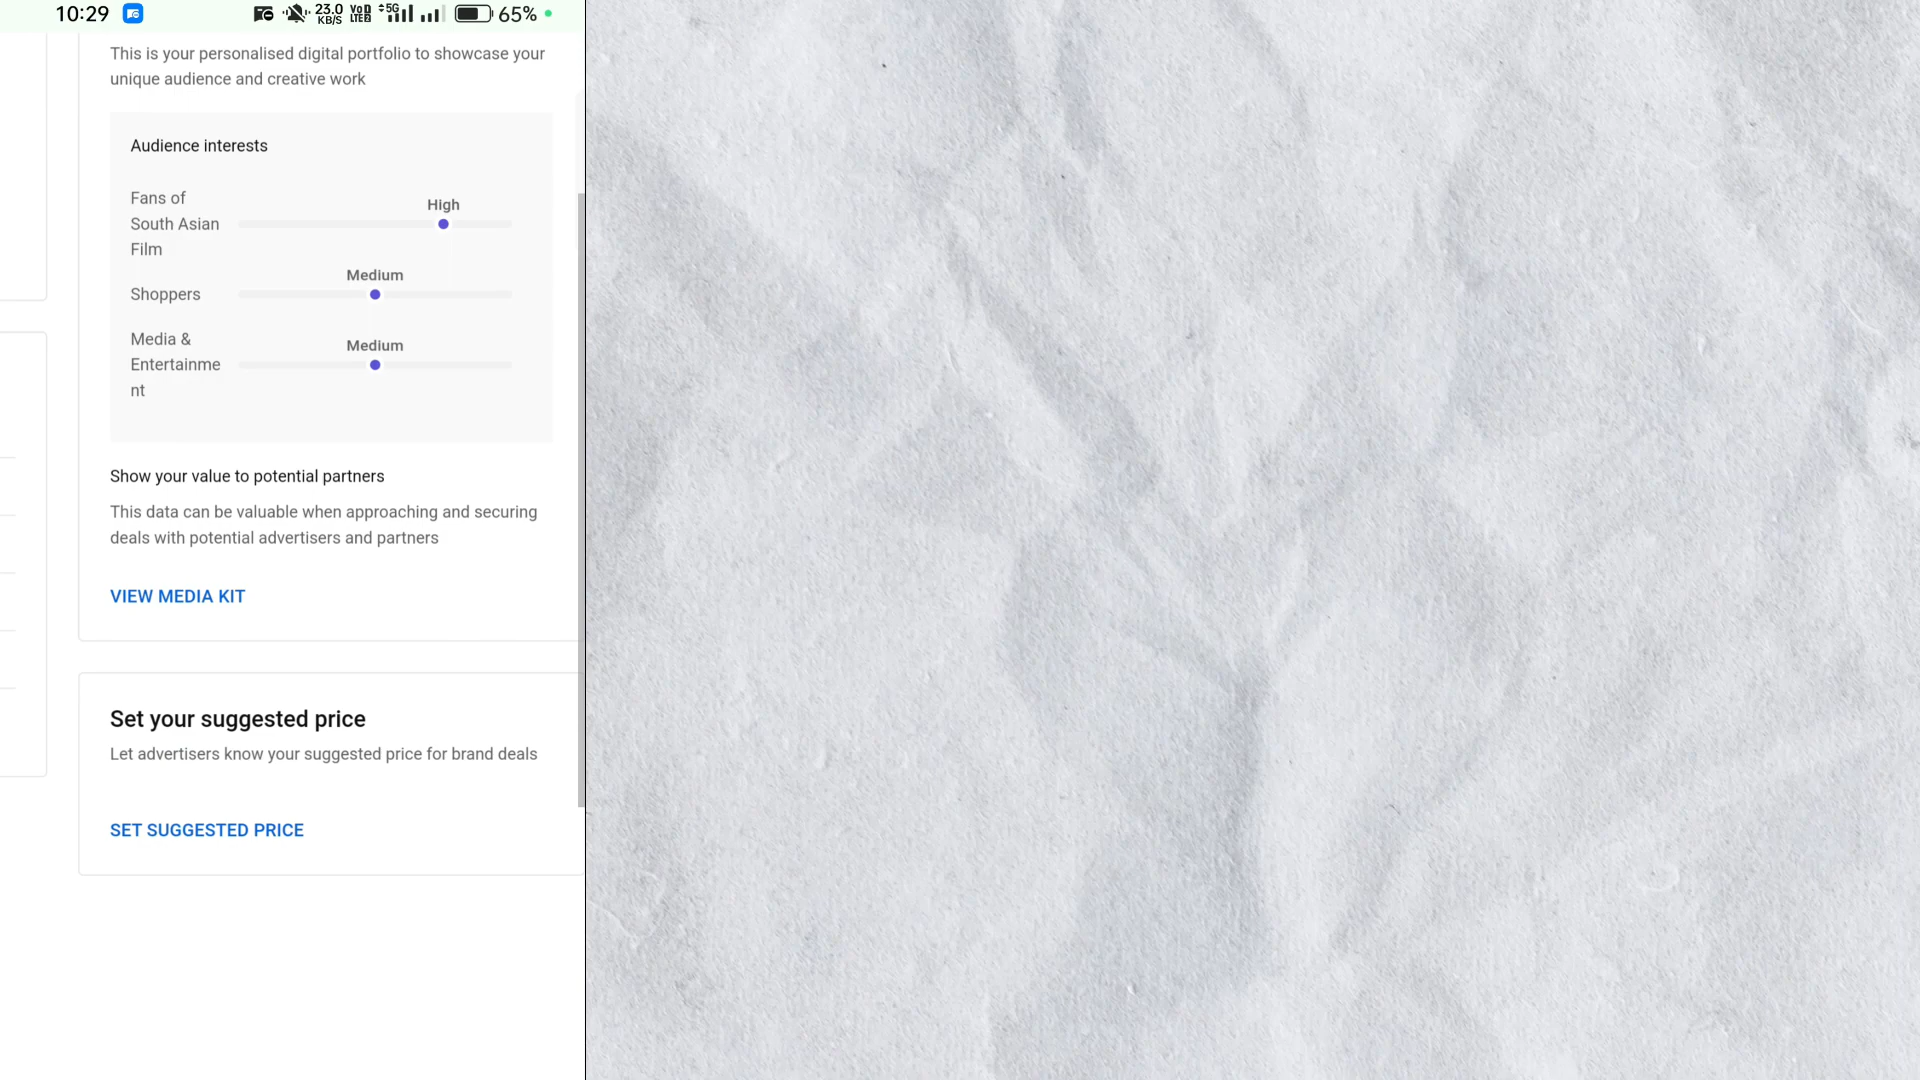 10:29
23.0
KB/S
Vo
LTE2
5G
65%
This is your personalised digital portfolio to showcase your
unique audience and creative work
Audience interests
Fans of
South Asian
Film
High
Shoppers
Medium
Media &
Entertainme
nt
Medium
Show your value to potential partners
This data can be valuable when approaching and securing
deals with potential advertisers and partners
VIEW MEDIA KIT
Set your suggested price
Let advertisers know your suggested price for brand deals
SET SUGGESTED PRICE